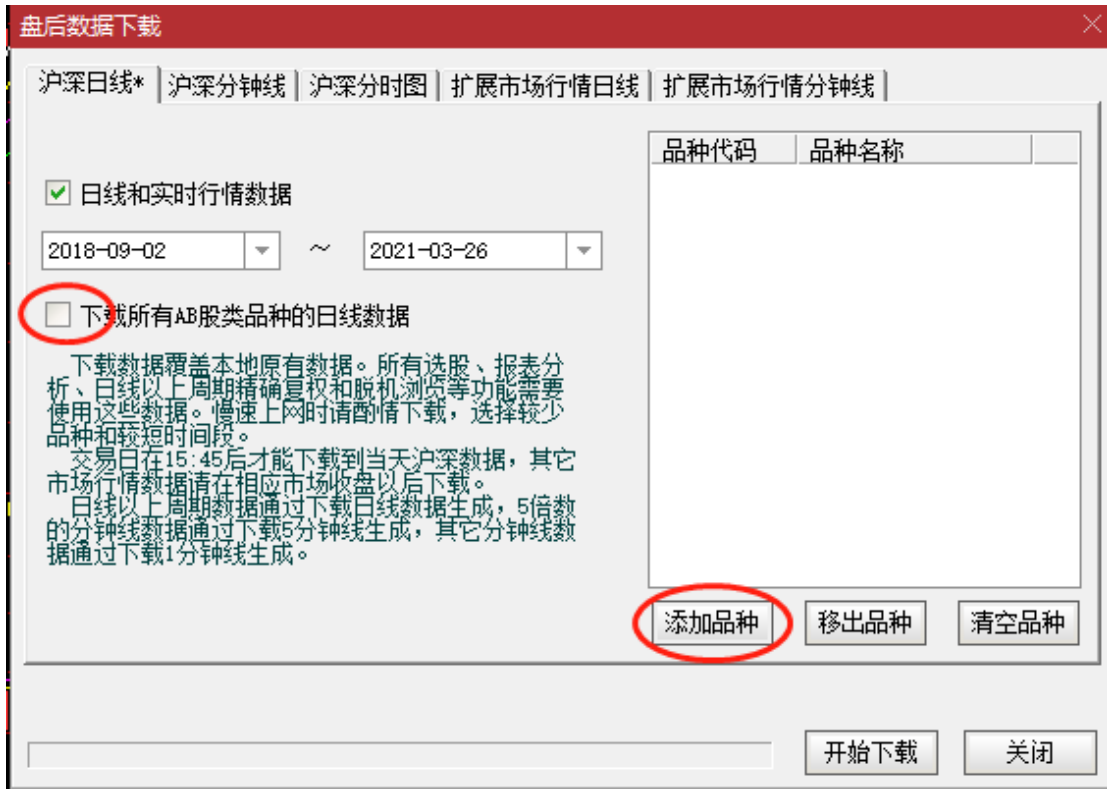 盘后数据下载
沪深日线* 沪深分钟线 沪深分时图 扩展市场行情日线 扩展市场行情分钟线
品种代码 品种名称
日线和实时行情数据
2018-09-02 ~ 2021-03-26
下载所有AB股类品种的日线数据
下载数据覆盖本地原有数据。所有选股、报表分
析、日线以上周期精确复权和脱机浏览等功能需要
使用这些数据。慢速上网时请酌情下载，选择较少
品种和较短时间段。
交易日在15:45后才能下载到当天沪深数据，其它
市场行情数据请在相应市场收盘以后下载。
日线以上周期数据通过下载日线数据生成，5倍数
的分钟线数据通过下载5分钟线生成，其它分钟线数
据通过下载1分钟线生成。
添加品种 移出品种 清空品种
开始下载 关闭